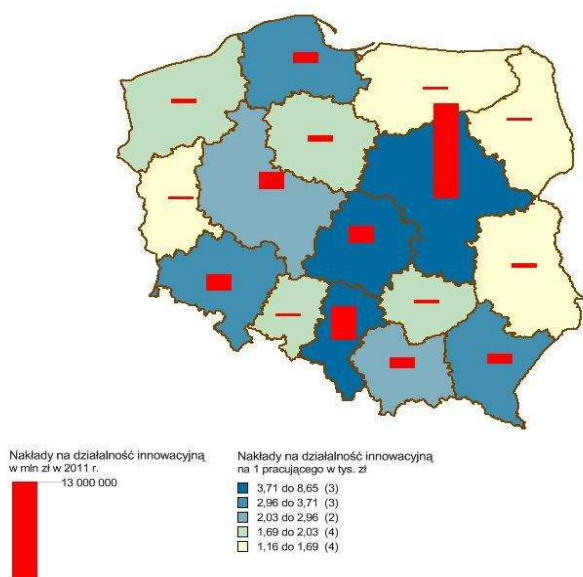 Nakłady na działalność innowacyjną
w mln zł w 2011 r.
13 000 000
Nakłady na działalność innowacyjną
na 1 pracującego w tys. zł
3,71 do 8,65 (3)
2,96 do 3,71 (3)
2,03 do 2,96 (2)
1,69 do 2,03 (4)
1,16 do 1,69 (4)